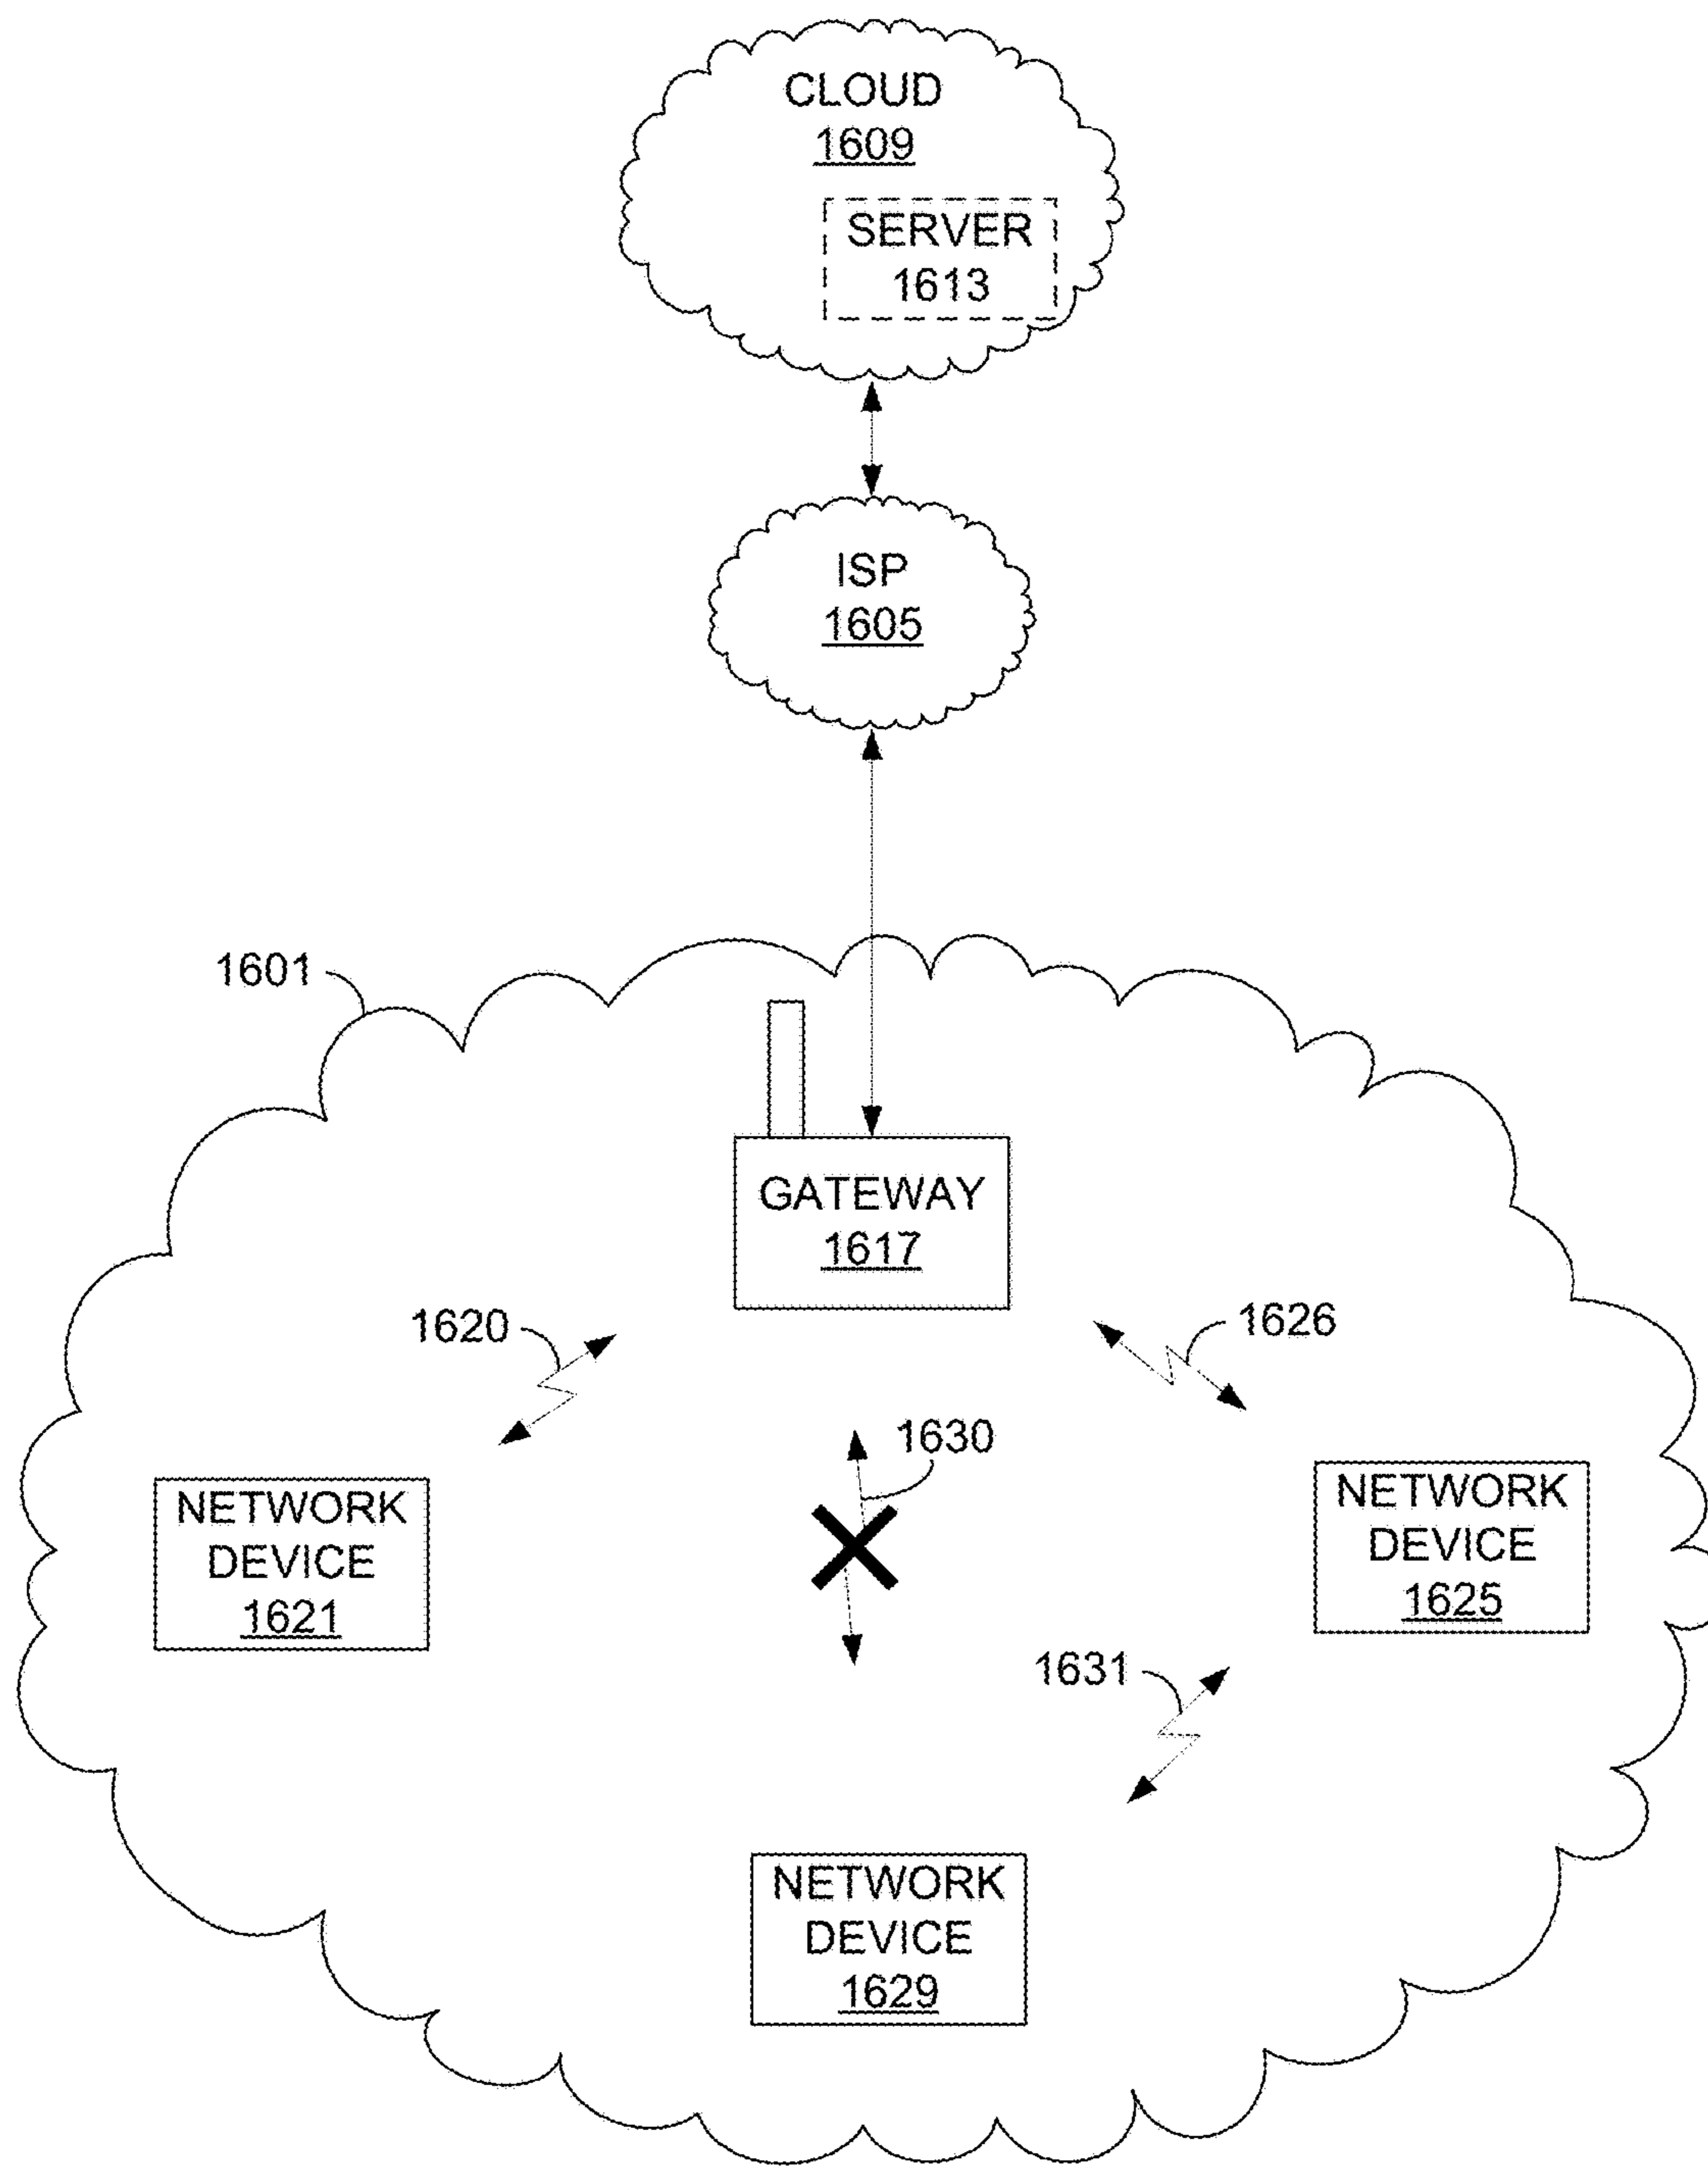 CLOUD
1609
SERVER
1613
ISP
1605
1601
GATEWAY
1617
1620
1626
1630
NETWORK
DEVICE
1621
NETWORK
DEVICE
1625
1631
NETWORK
DEVICE
1629